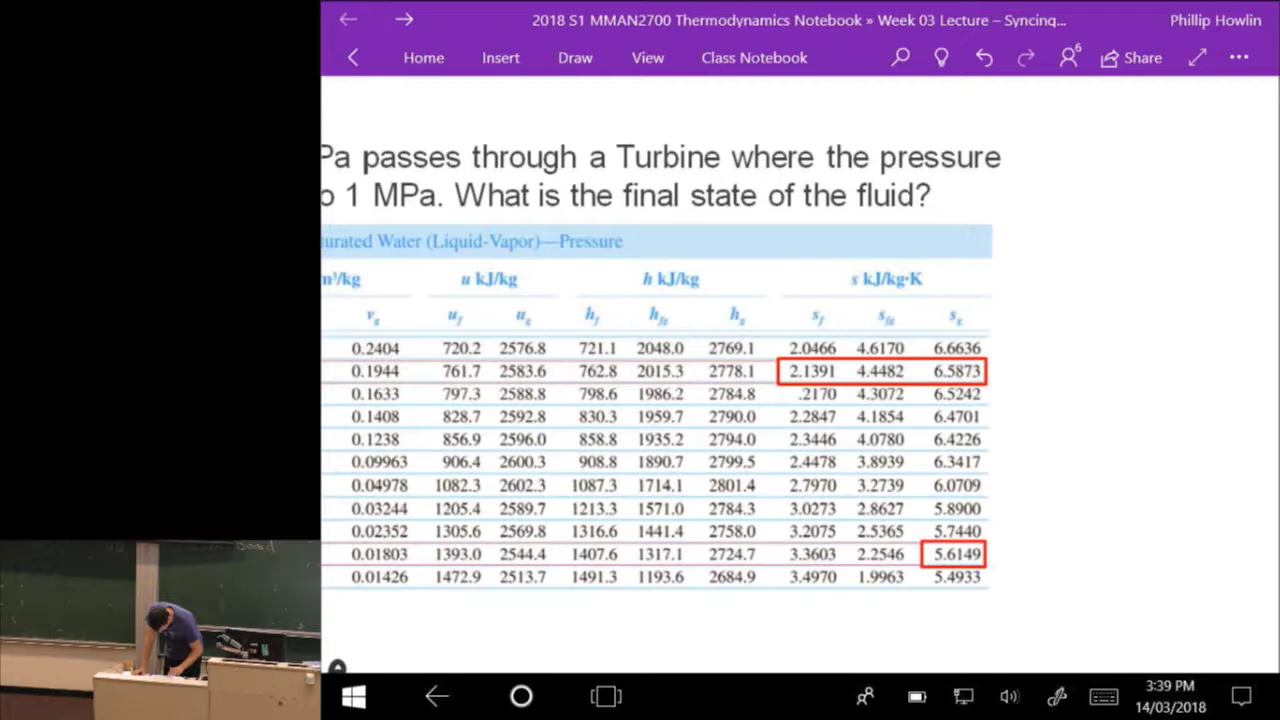 2018 S1 MMAN2700 Thermodynamics Notebook » Week 03 Lecture – Syncing...
Phillip Howlin
Home Insert Draw View Class Notebook
6
Share
Pa passes through a Turbine where the pressure
o 1 MPa. What is the final state of the fluid?
urated Water (Liquid-Vapor)—Pressure
m³/kg u kJ/kg h kJ/kg s kJ/kg·K
vg uf ug hf hfg hg sf sfg sg
0.2404 720.2 2576.8 721.1 2048.0 2769.1 2.0466 4.6170 6.6636
0.1944 761.7 2583.6 762.8 2015.3 2778.1 2.1391 4.4482 6.5873
0.1633 797.3 2588.8 798.6 1986.2 2784.8 .2170 4.3072 6.5242
0.1408 828.7 2592.8 830.3 1959.7 2790.0 2.2847 4.1854 6.4701
0.1238 856.9 2596.0 858.8 1935.2 2794.0 2.3446 4.0780 6.4226
0.09963 906.4 2600.3 908.8 1890.7 2799.5 2.4478 3.8939 6.3417
0.04978 1082.3 2602.3 1087.3 1714.1 2801.4 2.7970 3.2739 6.0709
0.03244 1205.4 2589.7 1213.3 1571.0 2784.3 3.0273 2.8627 5.8900
0.02352 1305.6 2569.8 1316.6 1441.4 2758.0 3.2075 2.5365 5.7440
0.01803 1393.0 2544.4 1407.6 1317.1 2724.7 3.3603 2.2546 5.6149
0.01426 1472.9 2513.7 1491.3 1193.6 2684.9 3.4970 1.9963 5.4933
3:39 PM
14/03/2018